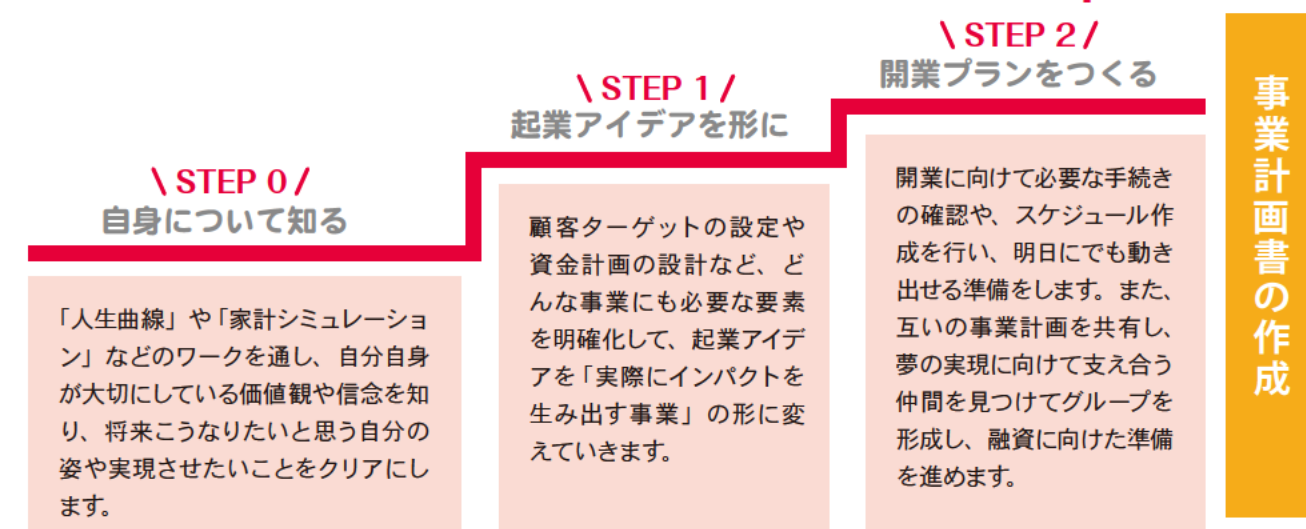 \ STEP 0 /
自身について知る
「人生曲線」や「家計シミュレーショ
ン」などのワークを通し、自分自身
が大切にしている価値観や信念を知
り、将来こうなりたいと思う自分の
姿や実現させたいことをクリアにし
ます。
\ STEP 1 /
起業アイデアを形に
顧客ターゲットの設定や
資金計画の設計など、ど
んな事業にも必要な要素
を明確化して、起業アイデ
アを「実際にインパクトを
生み出す事業」の形に変
えていきます。
\ STEP 2 /
開業プランをつくる
開業に向けて必要な手続き
の確認や、スケジュール作
成を行い、明日にでも動き
出せる準備をします。また、
互いの事業計画を共有し、
夢の実現に向けて支え合う
仲間を見つけてグループを
形成し、融資に向けた準備
を進めます。
事業計画書の作成